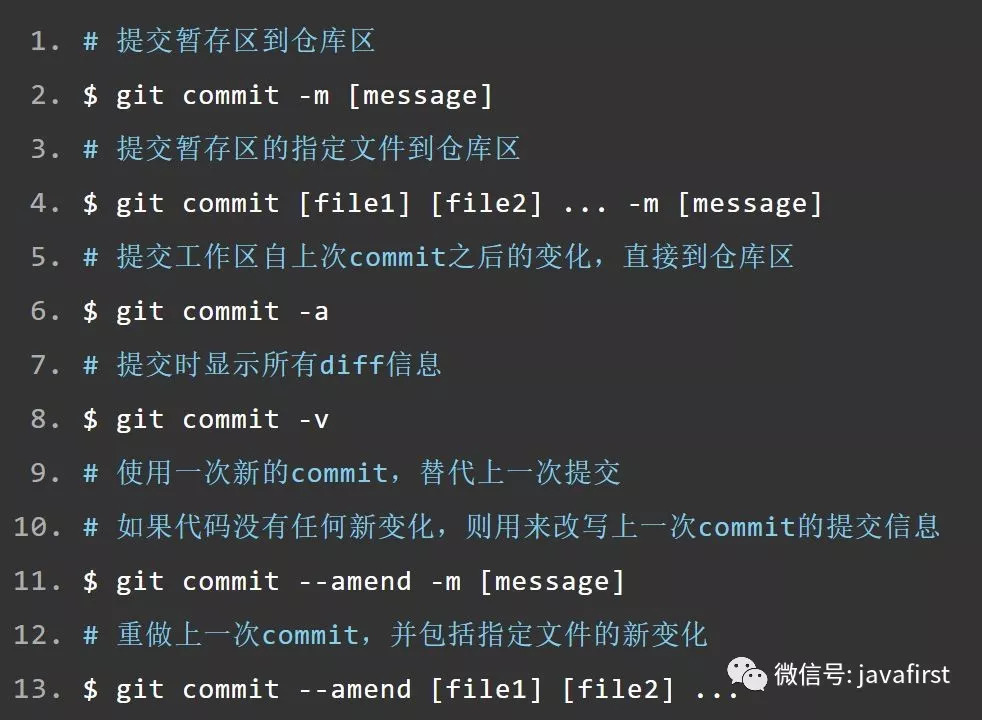 1. # 提交暂存区到仓库区
2. $ git commit -m [message]
3. # 提交暂存区的指定文件到仓库区
4. $ git commit [file1] [file2] ... -m [message]
5. # 提交工作区自上次commit之后的变化，直接到仓库区
6. $ git commit -a
7. # 提交时显示所有diff信息
8. $ git commit -v
9. # 使用一次新的commit，替代上一次提交
10. # 如果代码没有任何新变化，则用来改写上一次commit的提交信息
11. $ git commit --amend -m [message]
12. # 重做上一次commit，并包括指定文件的新变化
13. $ git commit --amend [file1] [file2] ...
微信号: javafirst